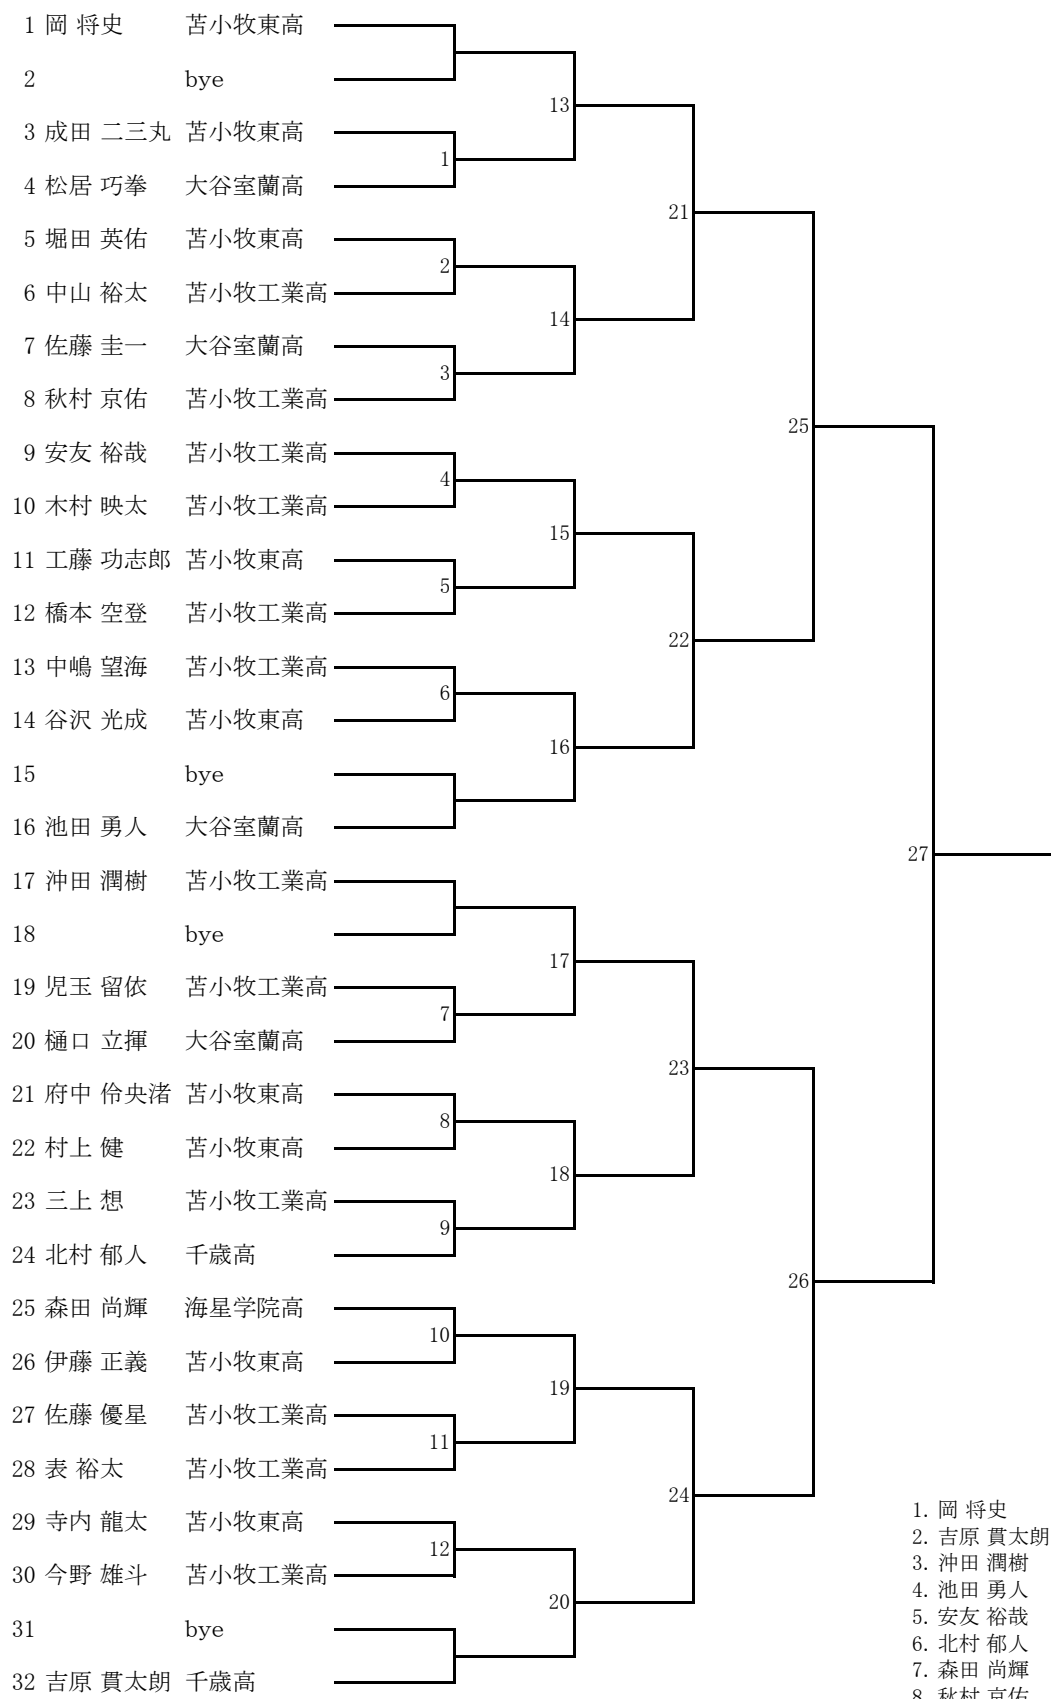 1 岡 将史 苫小牧東高
2 bye
13
3 成田 二三丸 苫小牧東高
1
4 松居 巧拳 大谷室蘭高
21
5 堀田 英佑 苫小牧東高
2
6 中山 裕太 苫小牧工業高
14
7 佐藤 圭一 大谷室蘭高
3
8 秋村 京佑 苫小牧工業高
25
9 安友 裕哉 苫小牧工業高
4
10 木村 映太 苫小牧工業高
15
11 工藤 功志郎 苫小牧東高
5
12 橋本 空登 苫小牧工業高
22
13 中嶋 望海 苫小牧工業高
6
14 谷沢 光成 苫小牧東高
16
15 bye
16 池田 勇人 大谷室蘭高
27
17 沖田 潤樹 苫小牧工業高
18 bye
17
19 児玉 留依 苫小牧工業高
7
20 樋口 立揮 大谷室蘭高
23
21 府中 伶央渚 苫小牧東高
8
22 村上 健 苫小牧東高
18
23 三上 想 苫小牧工業高
9
24 北村 郁人 千歳高
26
25 森田 尚輝 海星学院高
10
26 伊藤 正義 苫小牧東高
19
27 佐藤 優星 苫小牧工業高
11
28 表 裕太 苫小牧工業高
24
29 寺内 龍太 苫小牧東高
12
30 今野 雄斗 苫小牧工業高
20
31 bye
32 吉原 貫太朗 千歳高
1. 岡 将史
2. 吉原 貫太朗
3. 沖田 潤樹
4. 池田 勇人
5. 安友 裕哉
6. 北村 郁人
7. 森田 尚輝
8. 秋村 京佑